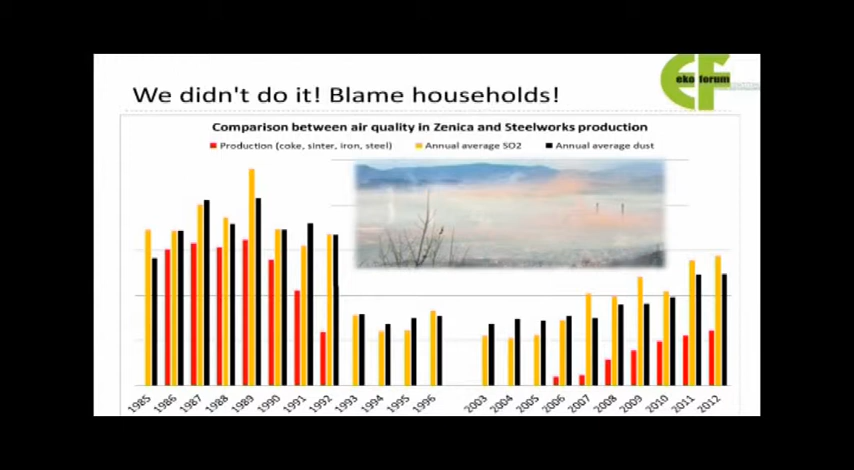 eko forum
We didn't do it! Blame households!
Comparison between air quality in Zenica and Steelworks production
Production (coke, sinter, iron, steel) Annual average SO2 Annual average dust
1985 1986 1987 1988 1989 1990 1991 1992 1993 1994 1995 1996 2003 2004 2005 2006 2007 2008 2009 2010 2011 2012